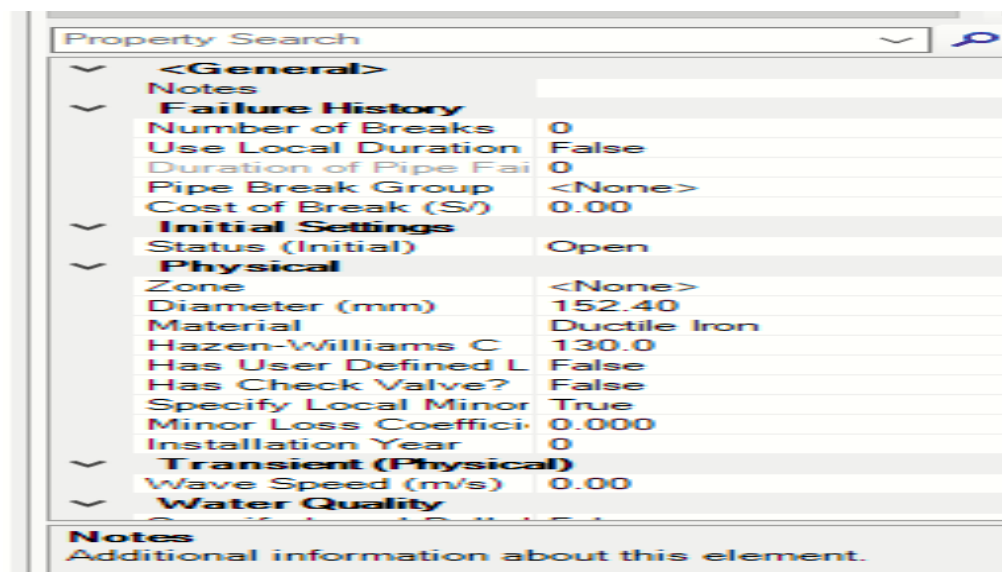 Property Search
<General>
Notes
Failure History
Number of Breaks 0
Use Local Duration False
Duration of Pipe Fai 0
Pipe Break Group <None>
Cost of Break ($/) 0.00
Initial Settings
Status (Initial) Open
Physical
Zone <None>
Diameter (mm) 152.40
Material Ductile Iron
Hazen-Williams C 130.0
Has User Defined L False
Has Check Valve? False
Specify Local Minor True
Minor Loss Coeffici 0.000
Installation Year 0
Transient (Physical)
Wave Speed (m/s) 0.00
Water Quality
Notes
Additional information about this element.